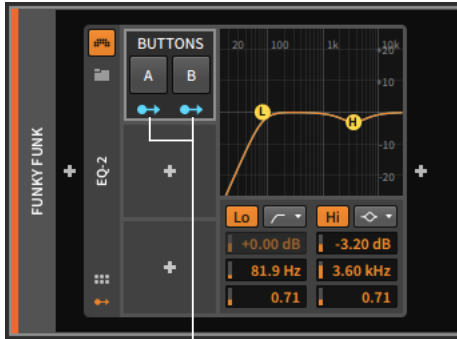 FUNKY FUNK
EQ-2
BUTTONS
A B
20 100 1k 10k
+20
+10
-10
-20
L
H
Lo Hi
+0.00 dB -3.20 dB
81.9 Hz 3.60 kHz
0.71 0.71